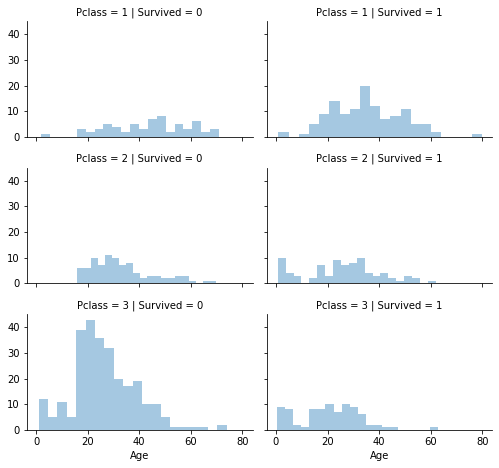 Pclass = 1 | Survived = 0
Pclass = 1 | Survived = 1
40
30
20
10
0
Pclass = 2 | Survived = 0
Pclass = 2 | Survived = 1
40
30
20
10
0
Pclass = 3 | Survived = 0
Pclass = 3 | Survived = 1
40
30
20
10
0
0 20 40 60 80
0 20 40 60 80
Age
Age